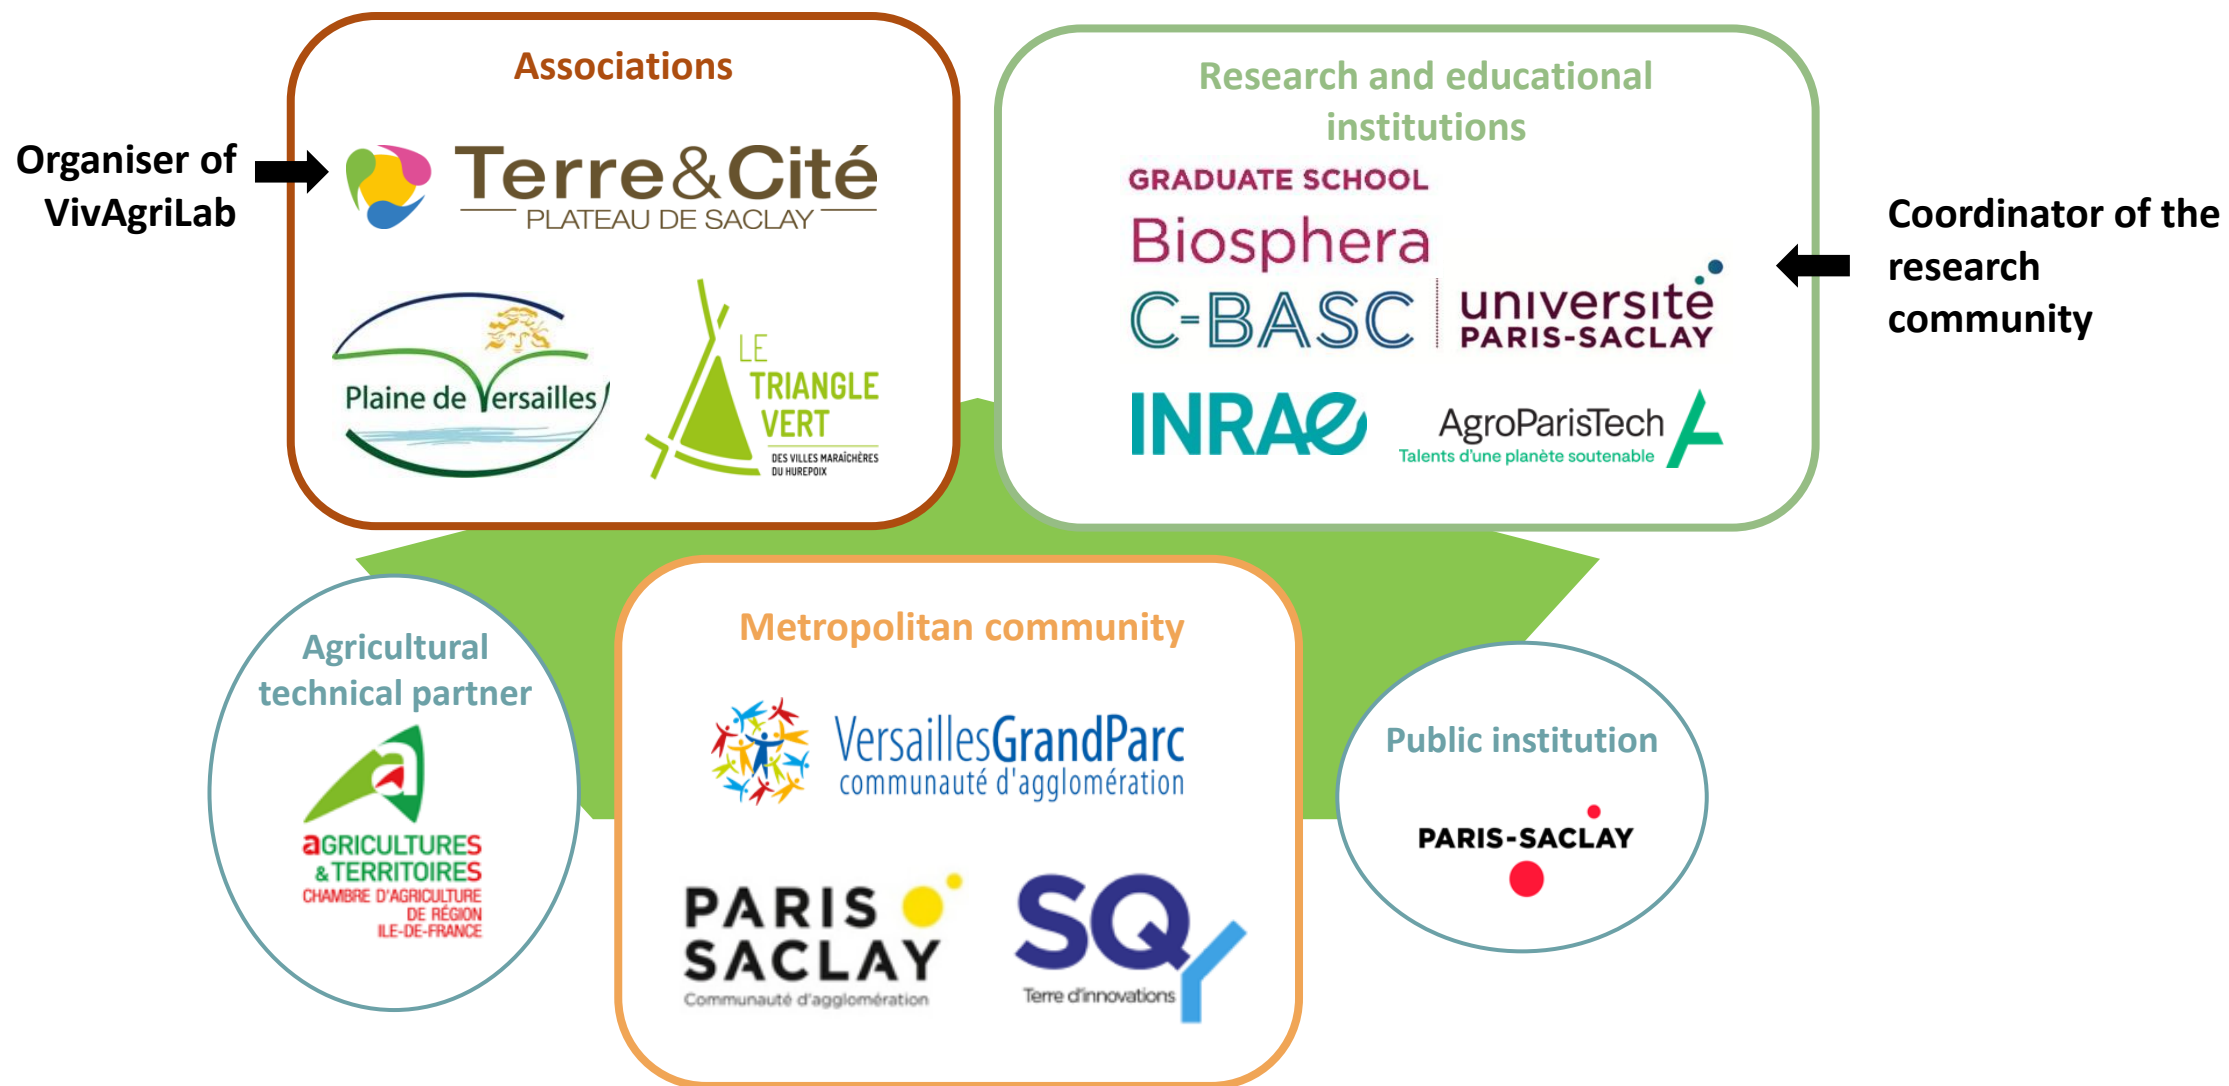 Associations
Organiser of
VivAgriLab
Terre&Cité
PLATEAU DE SACLAY
Plaine de Versailles
LE
TRIANGLE
VERT
DES VILLES MARAÎCHÈRES
DU HUREPOIX
Research and educational
institutions
GRADUATE SCHOOL
Biosphera
C-BASC
université
PARIS-SACLAY
INRAE
AgroParisTech
Talents d'une planète soutenable
Coordinator of the
research
community
Agricultural
technical partner
aGRICULTURES
&TERRITOIRES
CHAMBRE D'AGRICULTURE
DE RÉGION
ILE-DE-FRANCE
Metropolitan community
VersaillesGrandParc
communauté d'agglomération
PARIS
SACLAY
Communauté d'agglomération
SQY
Terre d'innovations
Public institution
PARIS-SACLAY